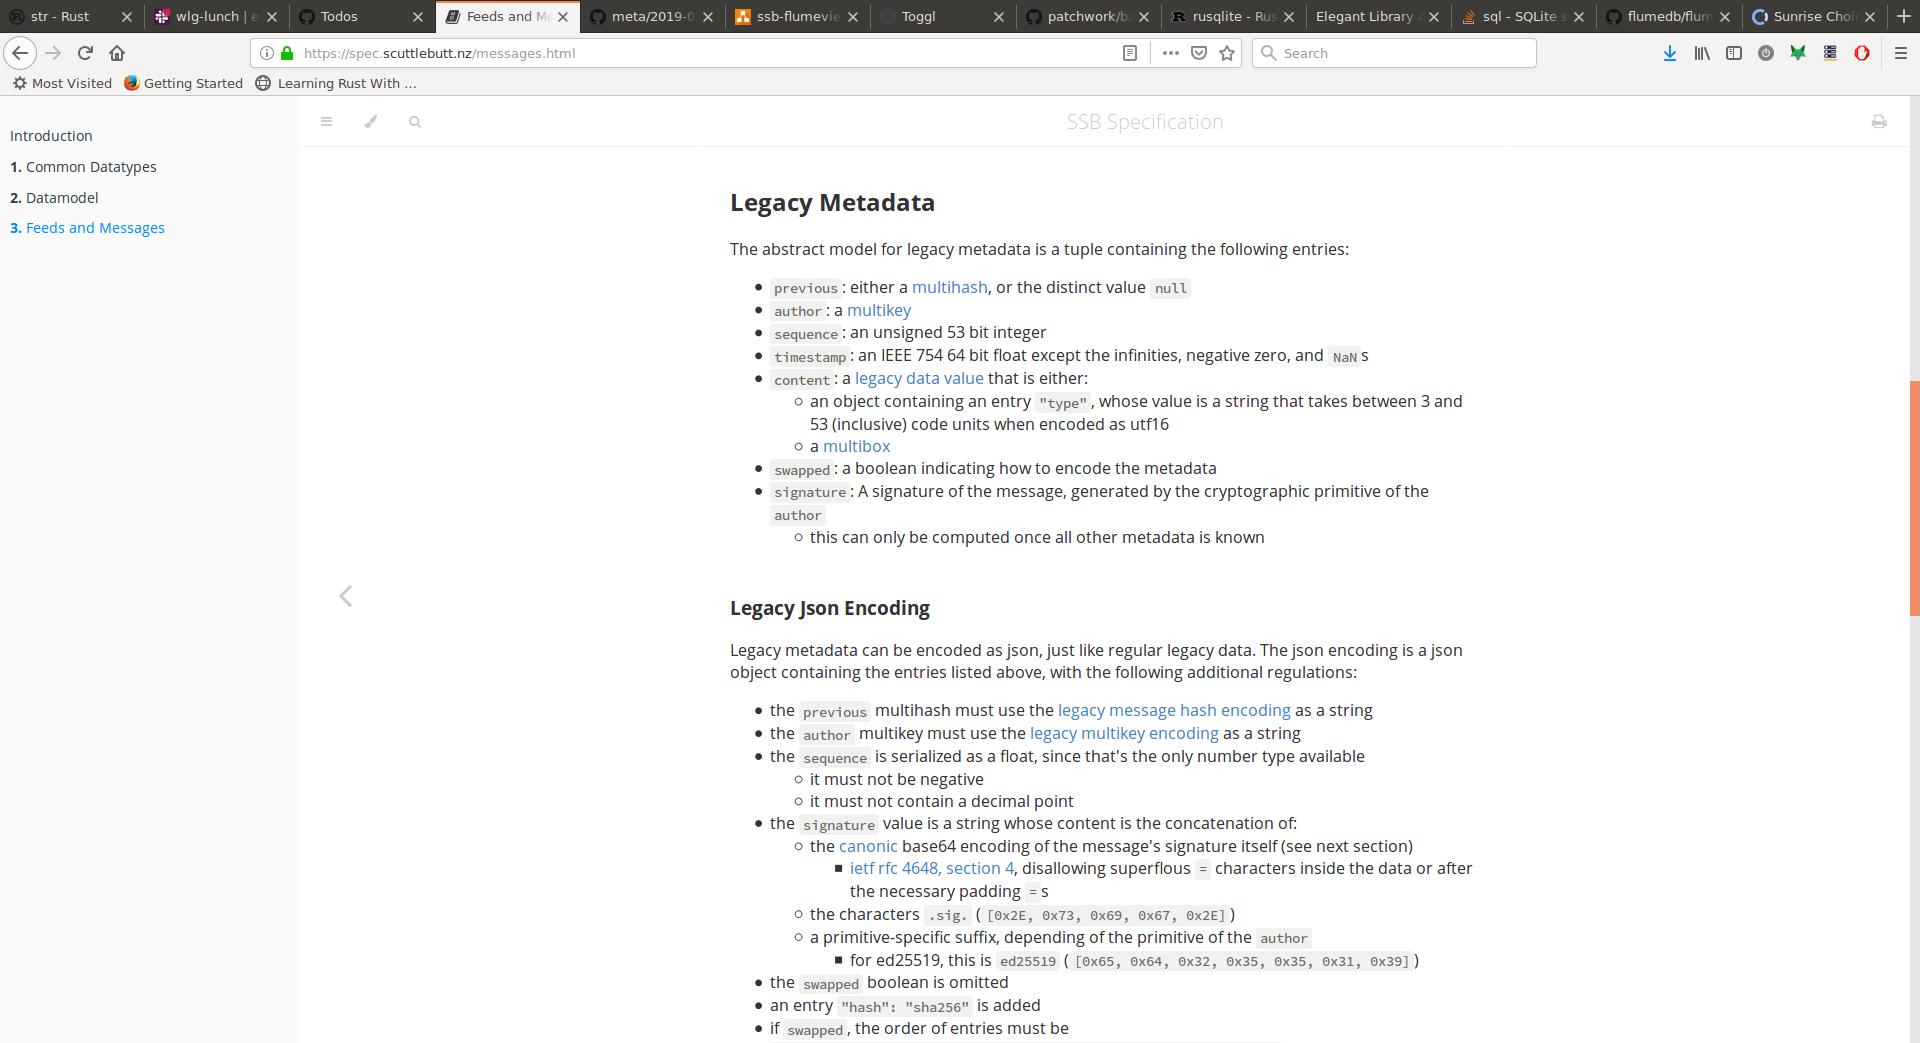 str - Rust
wlg-lunch | e
Todos
Feeds and M
meta/2019-0
ssb-flumevie
Toggl
patchwork/b
rusqlite - Rus
Elegant Library
sql - SQLite s
flumedb/flum
Sunrise Choi
https://spec.scuttlebutt.nz/messages.html
Search
Most Visited
Getting Started
Learning Rust With ...
Introduction
1. Common Datatypes
2. Datamodel
3. Feeds and Messages
SSB Specification
Legacy Metadata
The abstract model for legacy metadata is a tuple containing the following entries:
previous: either a multihash, or the distinct value null
author: a multikey
sequence: an unsigned 53 bit integer
timestamp: an IEEE 754 64 bit float except the infinities, negative zero, and NaNs
content: a legacy data value that is either:
an object containing an entry "type", whose value is a string that takes between 3 and
53 (inclusive) code units when encoded as utf16
a multibox
swapped: a boolean indicating how to encode the metadata
signature: A signature of the message, generated by the cryptographic primitive of the
author
this can only be computed once all other metadata is known
Legacy Json Encoding
Legacy metadata can be encoded as json, just like regular legacy data. The json encoding is a json
object containing the entries listed above, with the following additional regulations:
the previous multihash must use the legacy message hash encoding as a string
the author multikey must use the legacy multikey encoding as a string
the sequence is serialized as a float, since that's the only number type available
it must not be negative
it must not contain a decimal point
the signature value is a string whose content is the concatenation of:
the canonic base64 encoding of the message's signature itself (see next section)
ietf rfc 4648, section 4, disallowing superflous = characters inside the data or after
the necessary padding =s
the characters .sig. ([0x2E, 0x73, 0x69, 0x67, 0x2E])
a primitive-specific suffix, depending of the primitive of the author
for ed25519, this is ed25519 ([0x65, 0x64, 0x32, 0x35, 0x35, 0x31, 0x39])
the swapped boolean is omitted
an entry "hash": "sha256" is added
if swapped, the order of entries must be